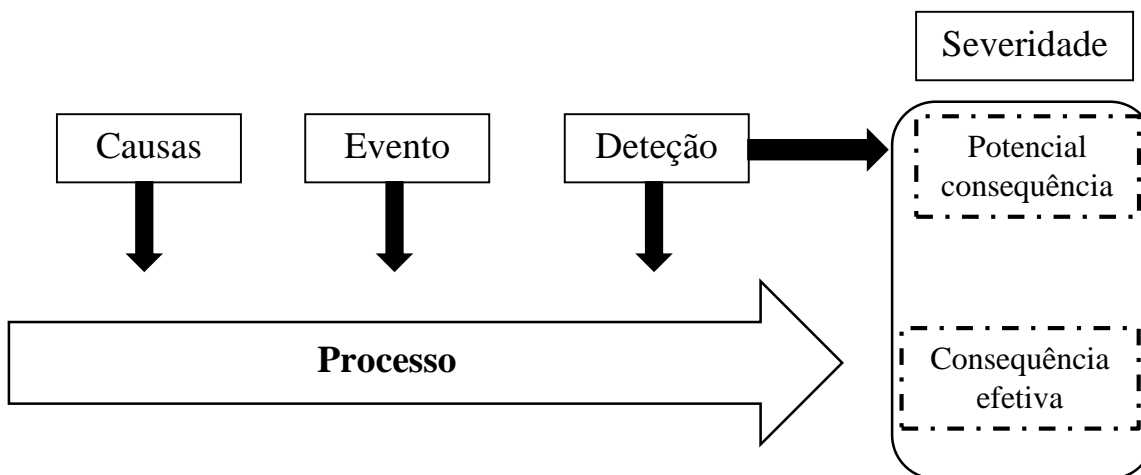 Severidade
Causas
Evento
Deteção
Potencial
consequência
Processo
Consequência
efetiva